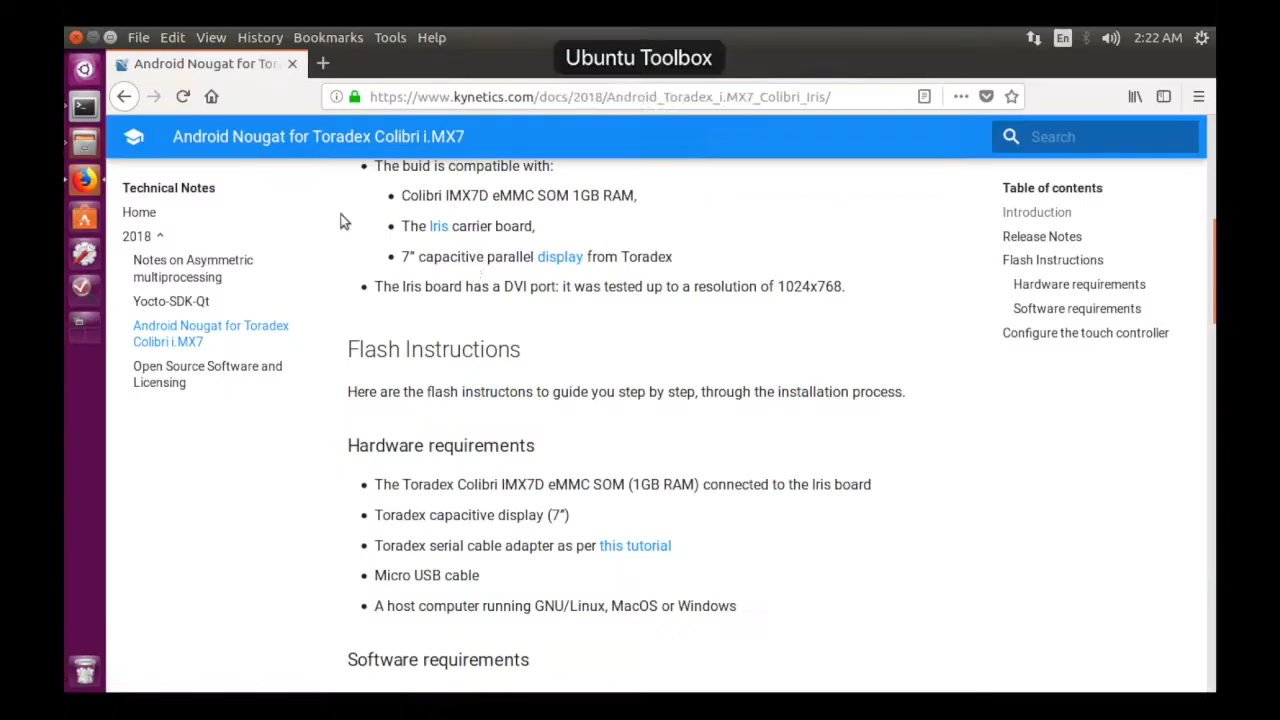 File Edit View History Bookmarks Tools Help
Ubuntu Toolbox
En
2:22 AM
Android Nougat for Tor
https://www.kynetics.com/docs/2018/Android_Toradex_i.MX7_Colibri_Iris/
Android Nougat for Toradex Colibri i.MX7
Search
Technical Notes
Home
2018
Notes on Asymmetric
multiprocessing
Yocto-SDK-Qt
Android Nougat for Toradex
Colibri i.MX7
Open Source Software and
Licensing
The buid is compatible with:
Colibri IMX7D eMMC SOM 1GB RAM,
The Iris carrier board,
7” capacitive parallel display from Toradex
The Iris board has a DVI port: it was tested up to a resolution of 1024x768.
Flash Instructions
Here are the flash instructons to guide you step by step, through the installation process.
Hardware requirements
The Toradex Colibri IMX7D eMMC SOM (1GB RAM) connected to the Iris board
Toradex capacitive display (7”)
Toradex serial cable adapter as per this tutorial
Micro USB cable
A host computer running GNU/Linux, MacOS or Windows
Software requirements
Table of contents
Introduction
Release Notes
Flash Instructions
Hardware requirements
Software requirements
Configure the touch controller